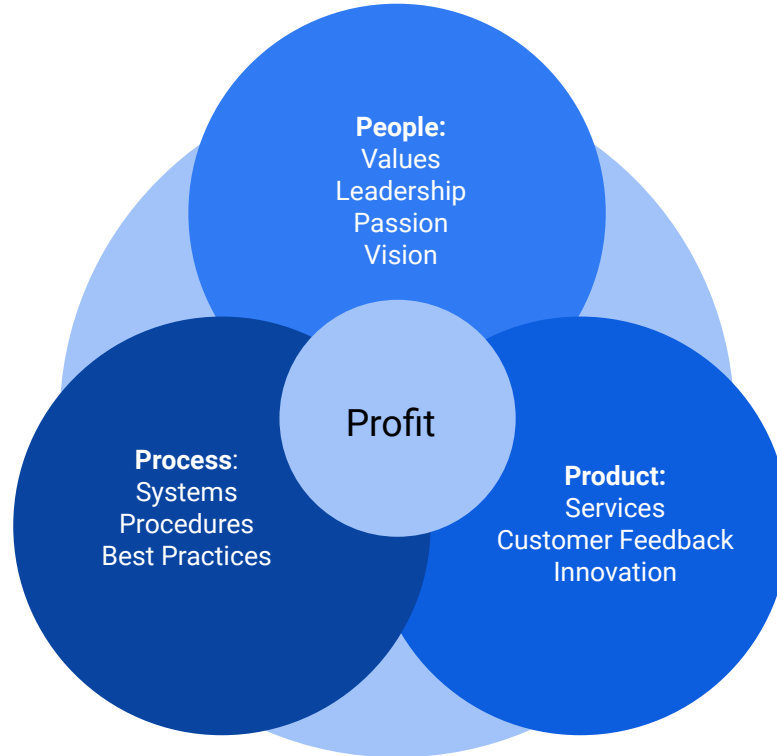 People:
Values
Leadership
Passion
Vision
Profit
Process:
Systems
Procedures
Best Practices
Product:
Services
Customer Feedback
Innovation